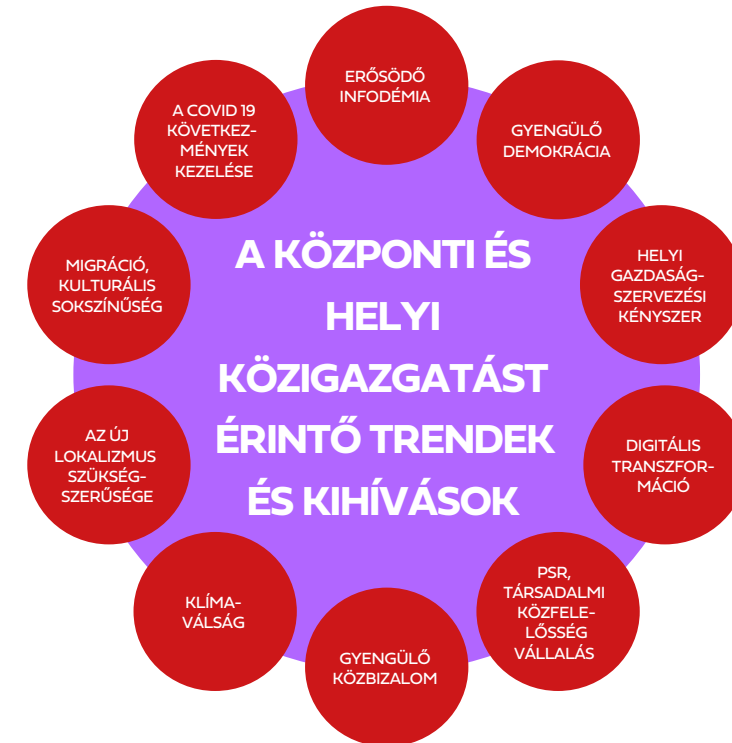 ERŐSÖDŐ
INFODÉMIA
GYENGÜLŐ
DEMOKRÁCIA
HELYI
GAZDASÁG-
SZERVEZÉSI
KÉNYSZER
DIGITÁLIS
TRANSZFOR-
MÁCIÓ
PSR,
TÁRSADALMI
KÖZFELE-
LŐSSÉG
VÁLLALÁS
GYENGÜLŐ
KÖZBIZALOM
KLÍMA-
VÁLSÁG
AZ ÚJ
LOKALIZMUS
SZÜKSÉG-
SZERŰSÉGE
MIGRÁCIÓ,
KULTURÁLIS
SOKSZÍNŰSÉG
A COVID 19
KÖVETKEZ-
MÉNYEK
KEZELÉSE
A KÖZPONTI ÉS
HELYI
KÖZIGAZGATÁST
ÉRINTŐ TRENDEK
ÉS KIHÍVÁSOK